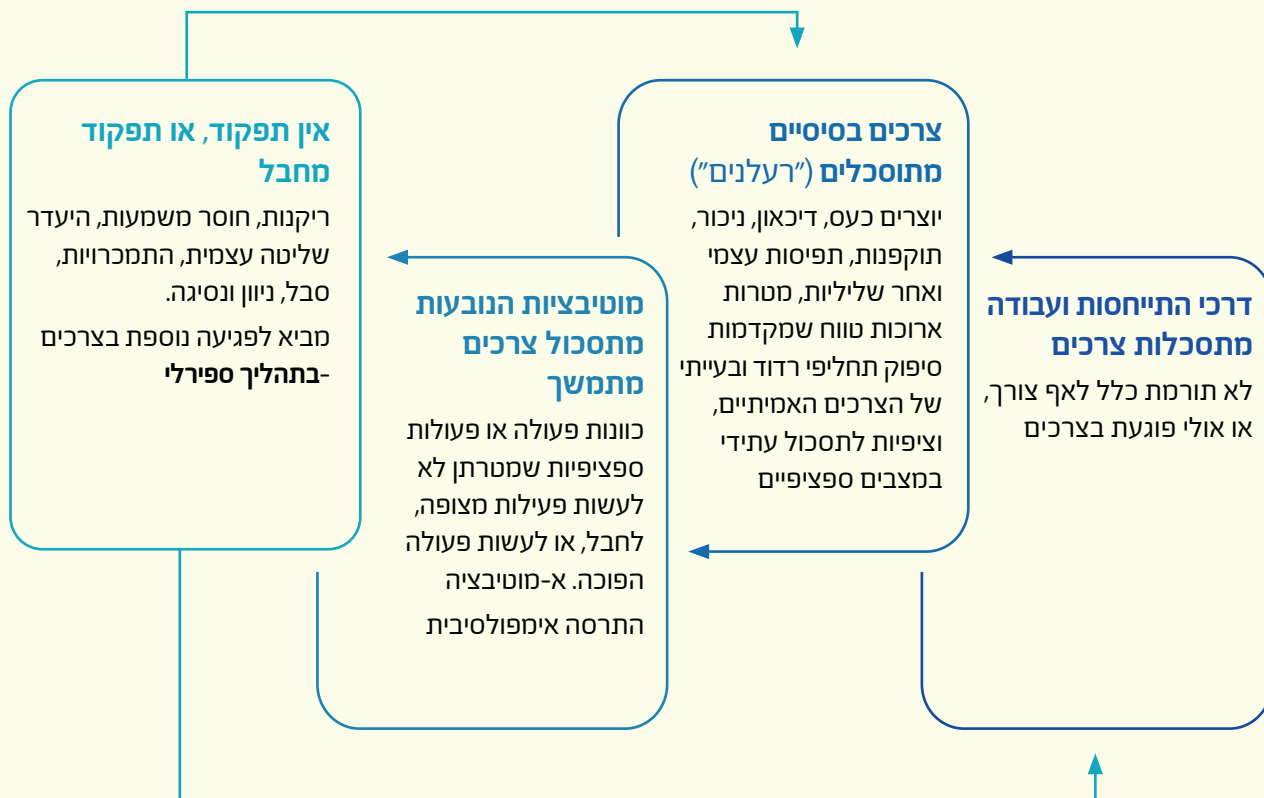 דרכי התייחסות ועבודה
מתסכלות צרכים
לא תורמת כלל לאף צורך,
או אולי פוגעת בצרכים
צרכים בסיסיים
מתוסכלים ("רעלנים")
יוצרים כעס, דיכאון, ניכור,
תוקפנות, תפיסות עצמי
ואחר שליליות, מטרות
ארוכות טווח שמקדמות
סיפוק תחליפי רדוד ובעייתי
של הצרכים האמיתיים,
וציפיות לתסכול עתידי
במצבים ספציפיים
מוטיבציות הנובעות
מתסכול צרכים
מתמשך
כוונות פעולה או פעולות
ספציפיות שמטרתן לא
לעשות פעילות מצופה,
לחבל, או לעשות פעולה
הפוכה. א-מוטיבציה
התרסה אימפולסיבית
אין תפקוד, או תפקוד
מחבל
ריקנות, חוסר משמעות, היעדר
שליטה עצמית, התמכרויות,
סבל, ניוון ונסיגה.
מביא לפגיעה נוספת בצרכים
-בתהליך ספירלי